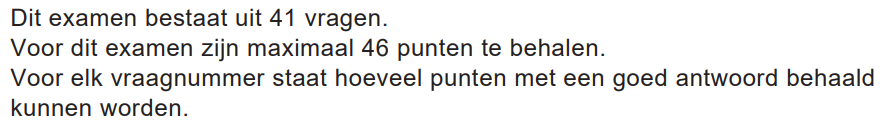 Dit examen bestaat uit 41 vragen.
Voor dit examen zijn maximaal 46 punten te behalen.
Voor elk vraagnummer staat hoeveel punten met een goed antwoord behaald
kunnen worden.